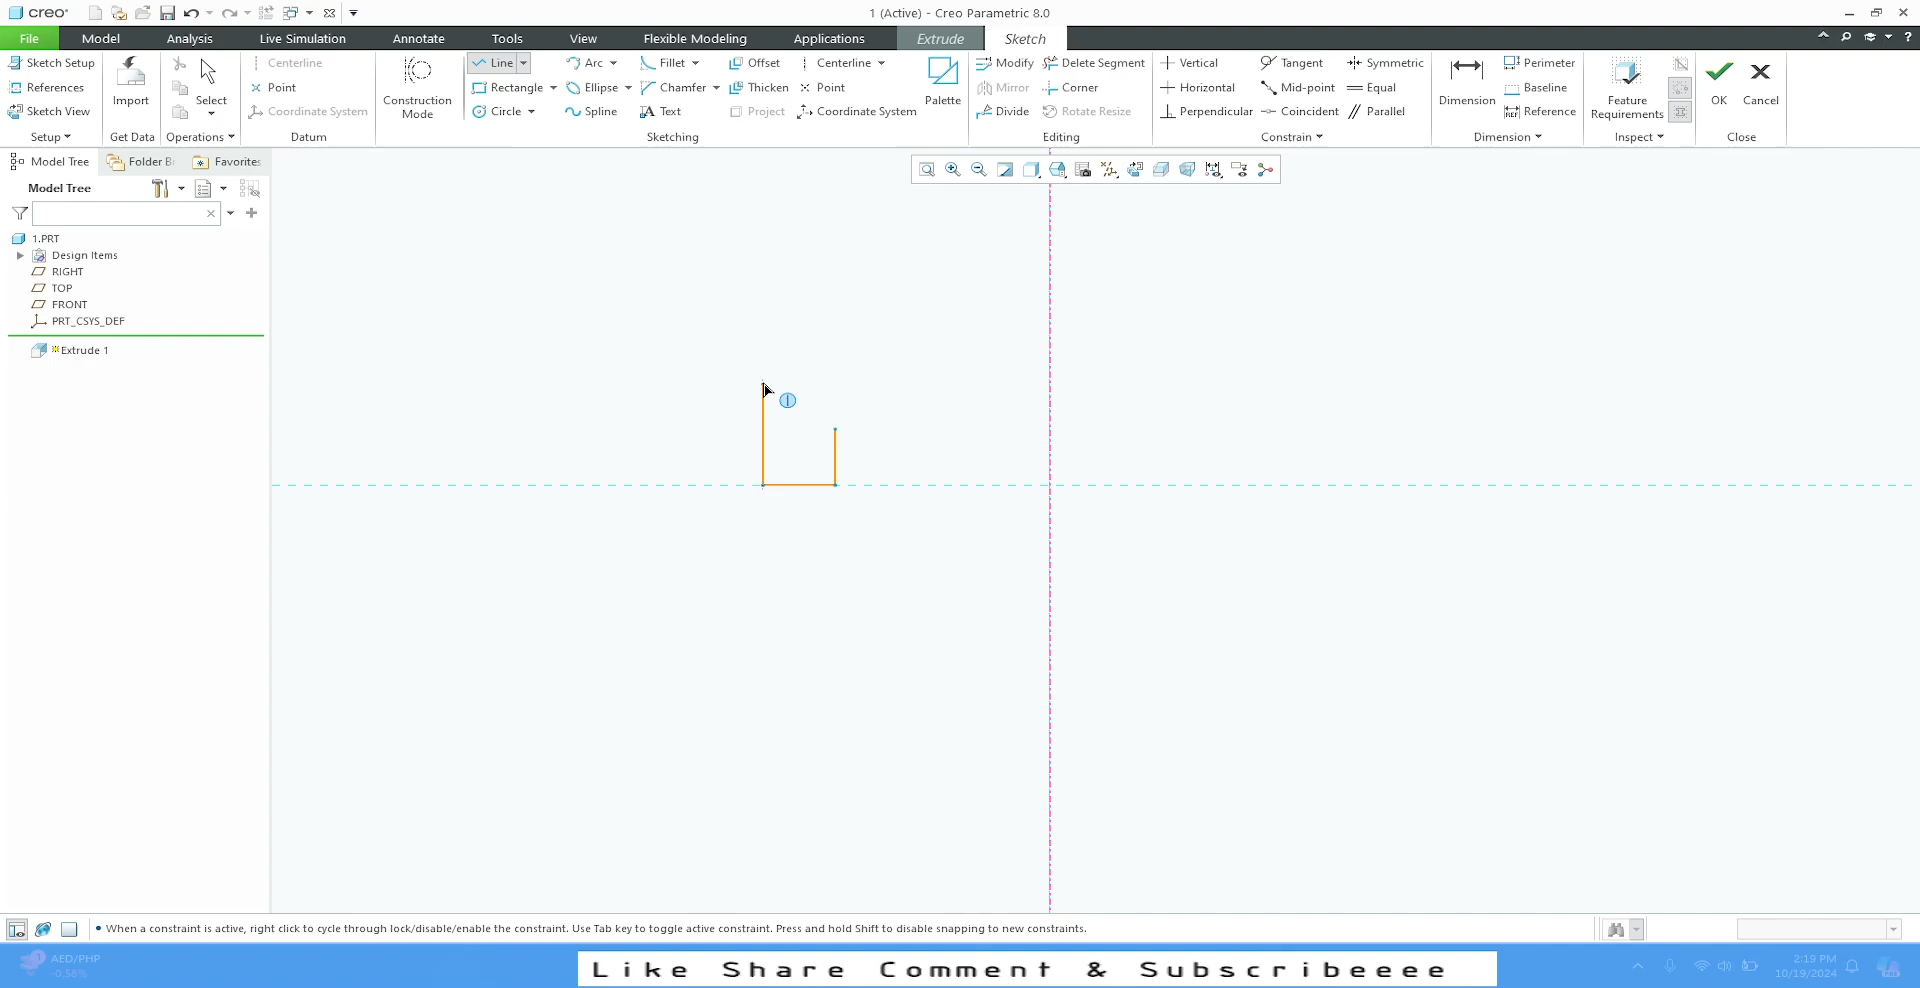 creo
1 (Active) - Creo Parametric 8.0
File Model Analysis Live Simulation Annotate Tools View Flexible Modeling Applications Extrude Sketch
Sketch Setup Centerline Line Arc Fillet Offset Centerline Modify Delete Segment Vertical Tangent Symmetric Perimeter
References Import Select Point Construction Mode Rectangle Ellipse Chamfer Thicken Point Palette Mirror Corner Horizontal Mid-point Equal Dimension Baseline Feature Requirements OK Cancel
Sketch View Coordinate System Circle Spline Text Project Coordinate System Divide Rotate Resize Perpendicular Coincident Parallel Reference
Setup Get Data Operations Datum Sketching Editing Constrain Dimension Inspect Close
Model Tree Folder B Favorites
Model Tree
1.PRT
Design Items
RIGHT
TOP
FRONT
PRT_CSYS_DEF
Extrude 1
• When a constraint is active, right click to cycle through lock/disable/enable the constraint. Use Tab key to toggle active constraint. Press and hold Shift to disable snapping to new constraints.
AED/PHP
-0.58%
Like Share Comment & Subscribeeee
2:19 PM
10/19/2024